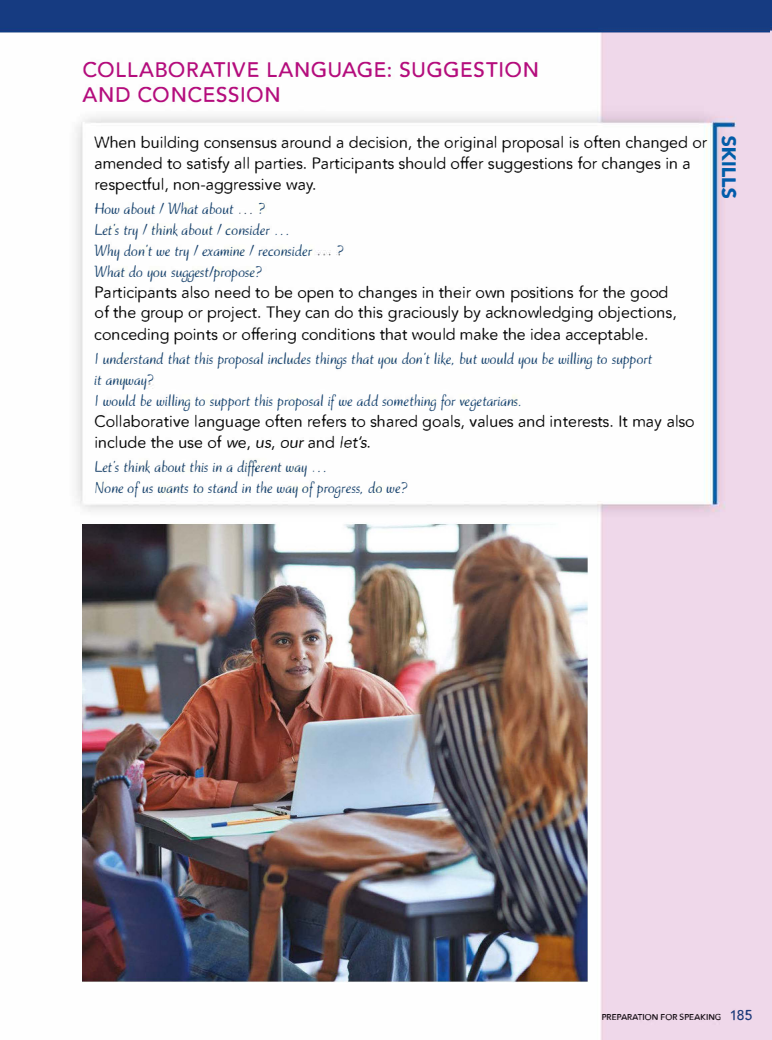 COLLABORATIVE LANGUAGE: SUGGESTION
AND CONCESSION
When building consensus around a decision, the original proposal is often changed or
amended to satisfy all parties. Participants should offer suggestions for changes in a
respectful, non-aggressive way.
How about / What about … ?
Let's try / think about / consider …
Why don't we try / examine / reconsider … ?
What do you suggest/propose?
Participants also need to be open to changes in their own positions for the good
of the group or project. They can do this graciously by acknowledging objections,
conceding points or offering conditions that would make the idea acceptable.
I understand that this proposal includes things that you don't like, but would you be willing to support
it anyway?
I would be willing to support this proposal if we add something for vegetarians.
Collaborative language often refers to shared goals, values and interests. It may also
include the use of we, us, our and let's.
Let's think about this in a different way …
None of us wants to stand in the way of progress, do we?
SKILLS
PREPARATION FOR SPEAKING 185